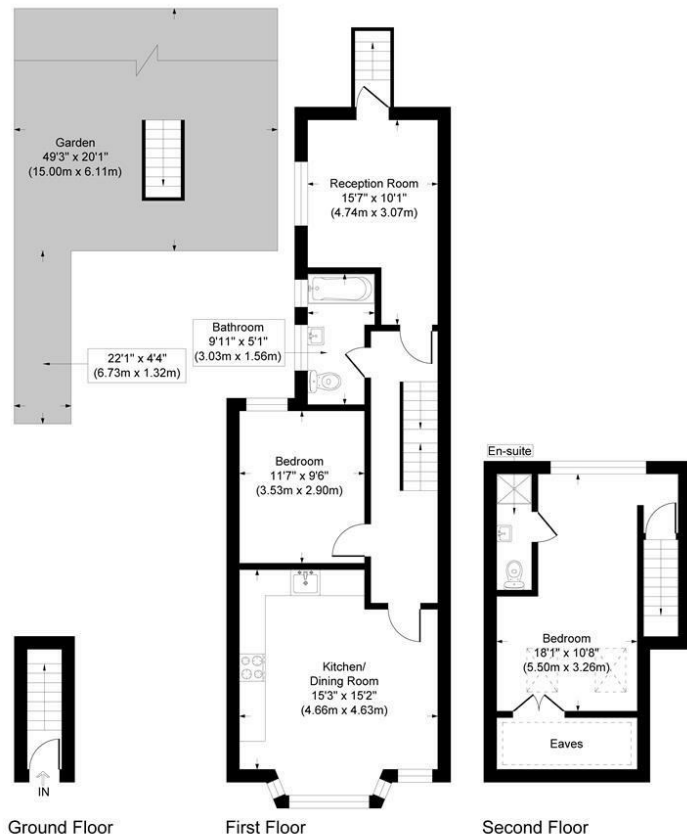 Garden
49'3" x 20'1"
(15.00m x 6.11m)
Reception Room
15'7" x 10'1"
(4.74m x 3.07m)
Bathroom
9'11" x 5'1"
(3.03m x 1.56m)
22'1" x 4'4"
(6.73m x 1.32m)
Bedroom
11'7" x 9'6"
(3.53m x 2.90m)
En-suite
Kitchen/
Dining Room
15'3" x 15'2"
(4.66m x 4.63m)
Bedroom
18'1" x 10'8"
(5.50m x 3.26m)
Eaves
IN
Ground Floor
First Floor
Second Floor